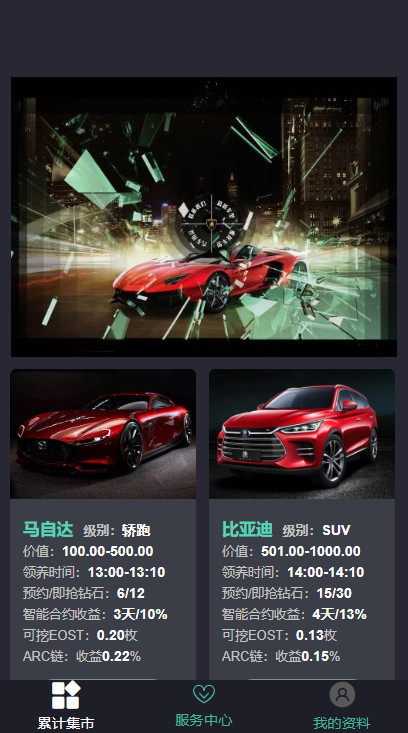 马自达 级别：轿跑
价值：100.00-500.00
领养时间：13:00-13:10
预约/即抢钻石：6/12
智能合约收益：3天/10%
可挖EOST：0.20枚
ARC链：收益0.22%
比亚迪 级别：SUV
价值：501.00-1000.00
领养时间：14:00-14:10
预约/即抢钻石：15/30
智能合约收益：4天/13%
可挖EOST：0.13枚
ARC链：收益0.15%
累计集市
服务中心
我的资料